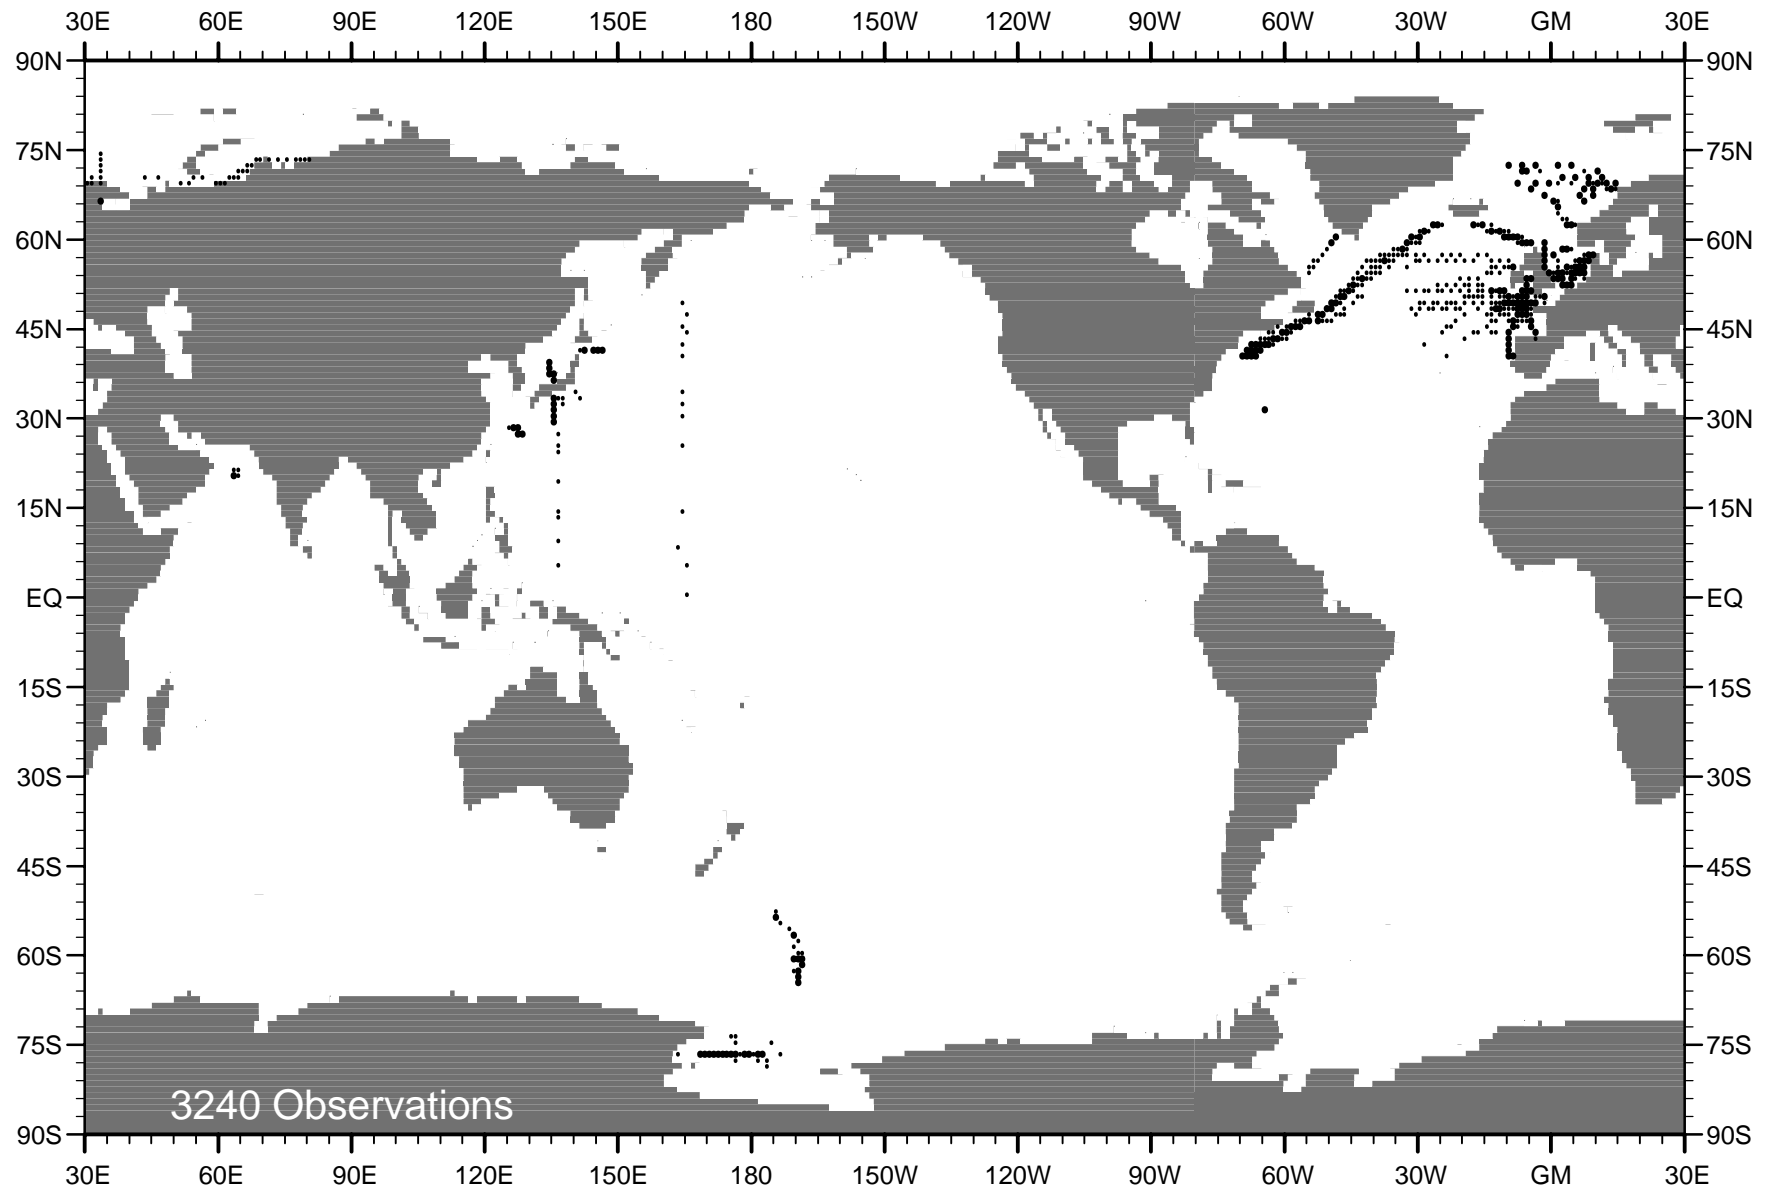 30E 60E 90E 120E 150E 180 150W 120W 90W 60W 30W GM 30E
90N 90N
75N 75N
60N 60N
45N 45N
30N 30N
15N 15N
EQ EQ
15S 15S
30S 30S
45S 45S
60S 60S
75S 75S
3240 Observations
90S 90S
30E 60E 90E 120E 150E 180 150W 120W 90W 60W 30W GM 30E